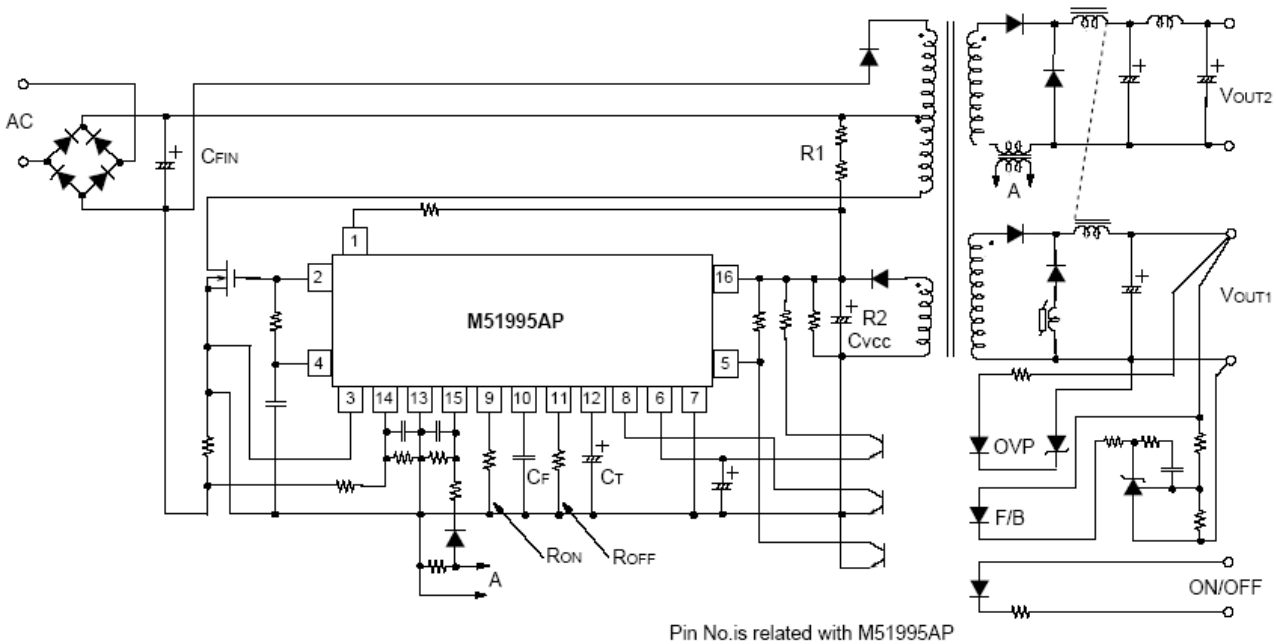 AC
CFIN
R1
A
VOUT2
1
2
16
M51995AP
R2
CVCC
VOUT1
4
5
3
14
13
15
9
10
11
12
8
6
7
OVP
CF
CT
F/B
RON
ROFF
A
ON/OFF
Pin No.is related with M51995AP